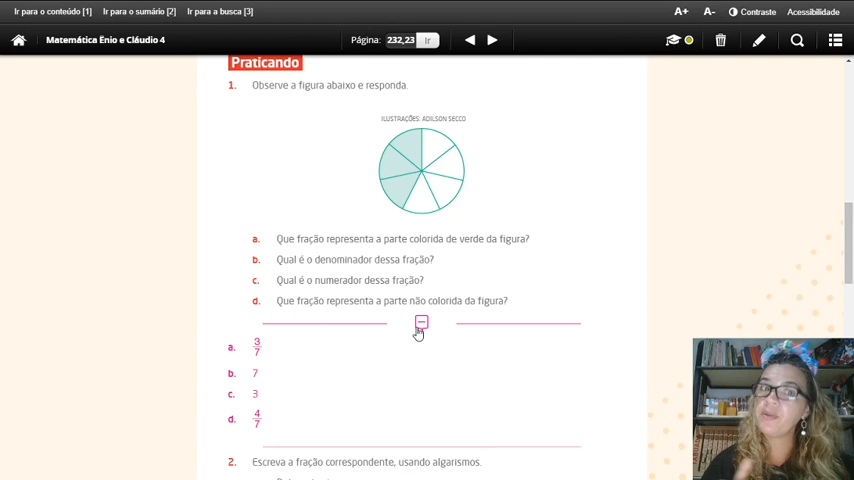 Ir para o conteúdo [1] Ir para o sumário [2] Ir para a busca [3] A+ A- Contraste Acessibilidade
Matemática Enio e Cláudio 4 Página: 232,23 Ir
Praticando
1. Observe a figura abaixo e responda.
ILUSTRAÇÕES: ADILSON SECCO
a. Que fração representa a parte colorida de verde da figura?
b. Qual é o denominador dessa fração?
c. Qual é o numerador dessa fração?
d. Que fração representa a parte não colorida da figura?
a. 3/7
b. 7
c. 3
d. 4/7
2. Escreva a fração correspondente, usando algarismos.